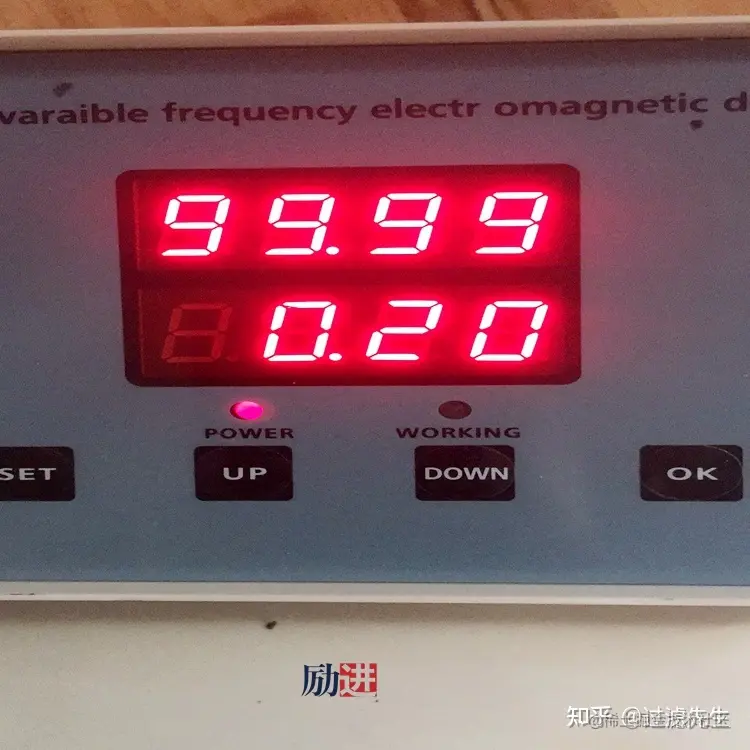 varaible frequency electr omagnetic d
99.99
0.20
POWER WORKING
SET UP DOWN OK
励进
知乎 @过滤先生